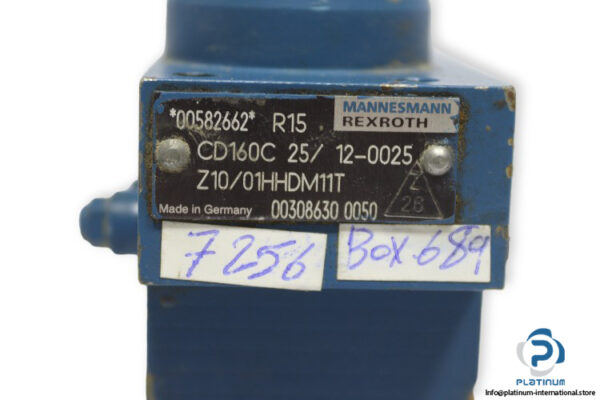 *00582662* R15
MANNESMANN
REXROTH
CD160C 25/ 12-0025
Z10/01HHDM11T
Z
28
Made in Germany 00308630 0050
7256
BOX.689
PLATINUM
Info@platinum-international.store